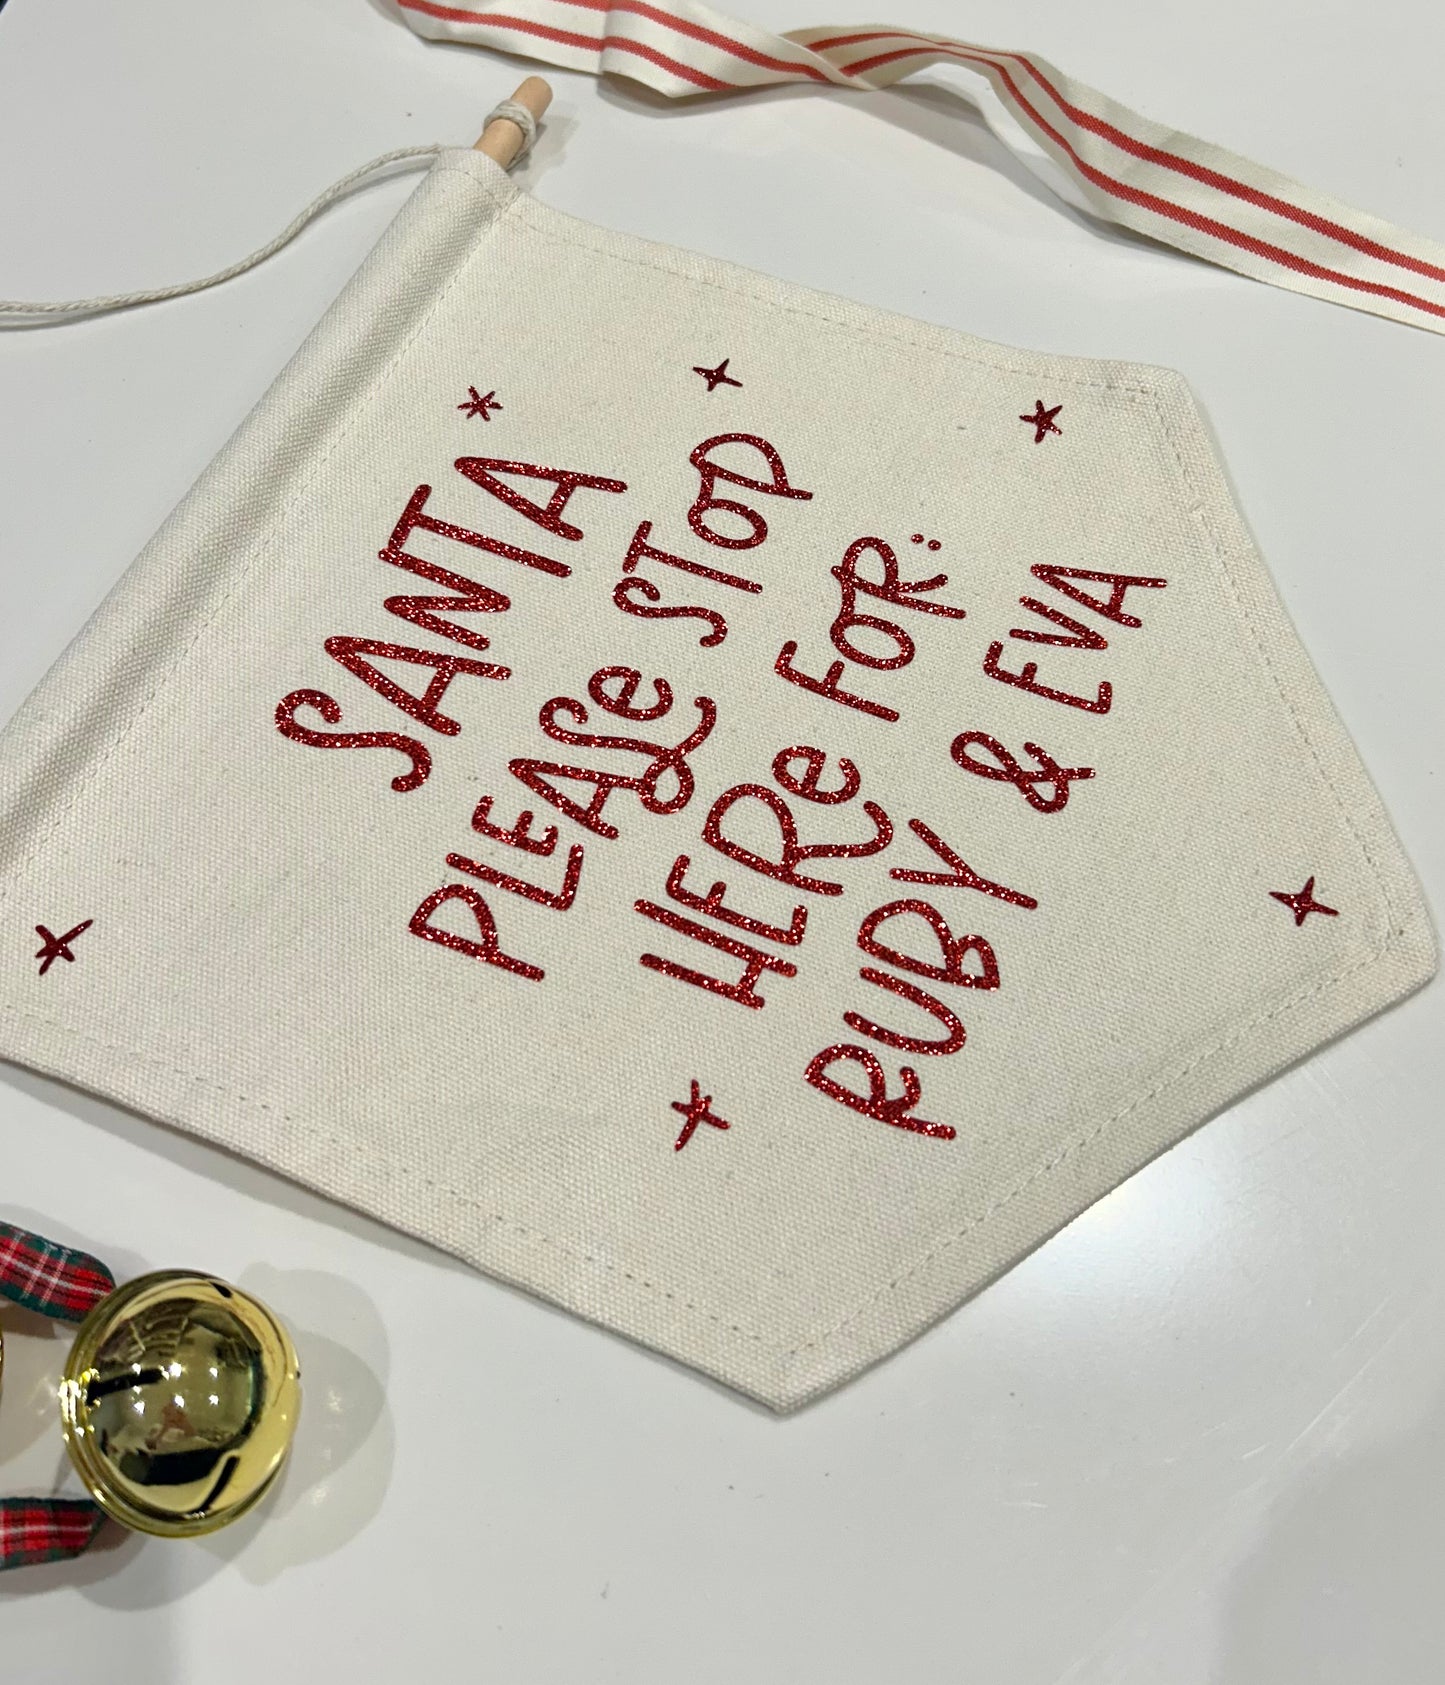 SANTA
PLEASe STOP
HERe FOR:
RUBY & EVA